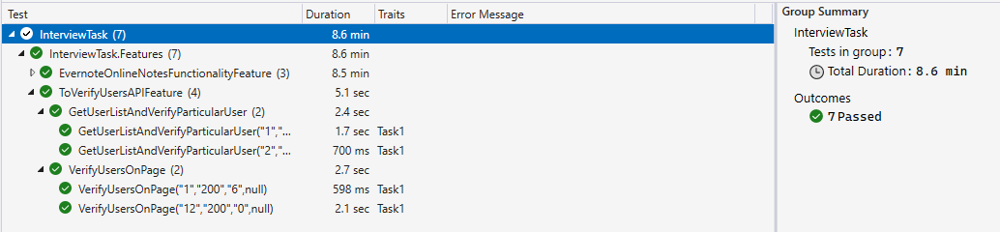 Test Duration Traits Error Message
InterviewTask (7) 8.6 min
InterviewTask.Features (7) 8.6 min
EvernoteOnlineNotesFunctionalityFeature (3) 8.5 min
ToVerifyUsersAPIFeature (4) 5.1 sec
GetUserListAndVerifyParticularUser (2) 2.4 sec
GetUserListAndVerifyParticularUser("1","... 1.7 sec Task1
GetUserListAndVerifyParticularUser("2","... 700 ms Task1
VerifyUsersOnPage (2) 2.7 sec
VerifyUsersOnPage("1","200","6",null) 598 ms Task1
VerifyUsersOnPage("12","200","0",null) 2.1 sec Task1
Group Summary
InterviewTask
Tests in group: 7
Total Duration: 8.6 min
Outcomes
7 Passed